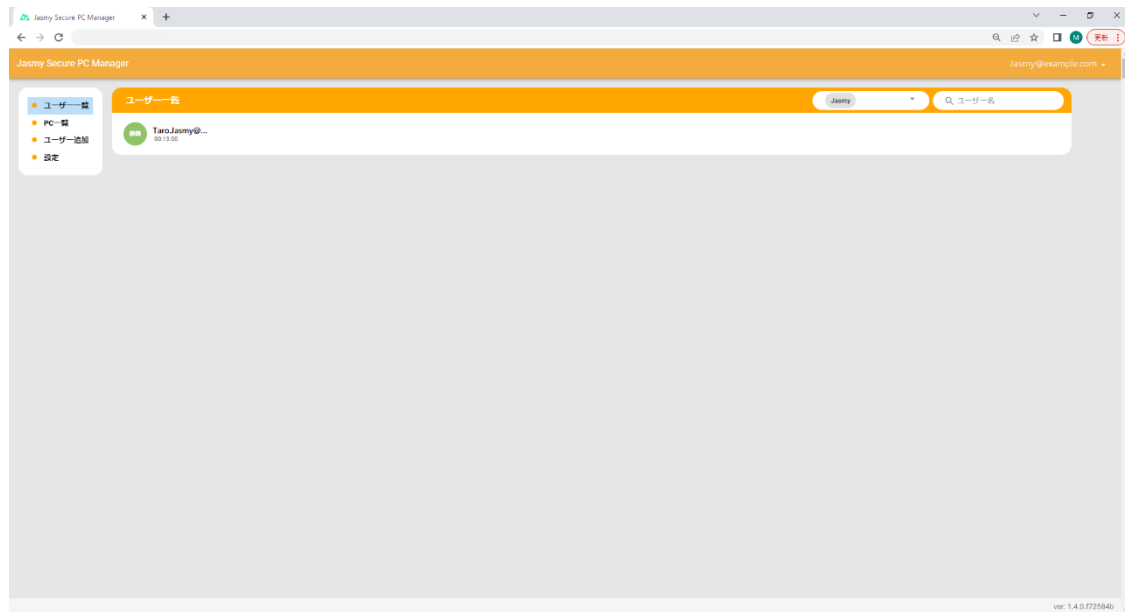 Jasmy Secure PC Manager
M
更新
Jasmy Secure PC Manager
Jasmy@example.com
ユーザー一覧
PC一覧
ユーザー追加
設定
ユーザー一覧
Jasmy
ユーザー名
Taro.Jasmy@...
00:13:00
ver: 1.4.0.f72584b